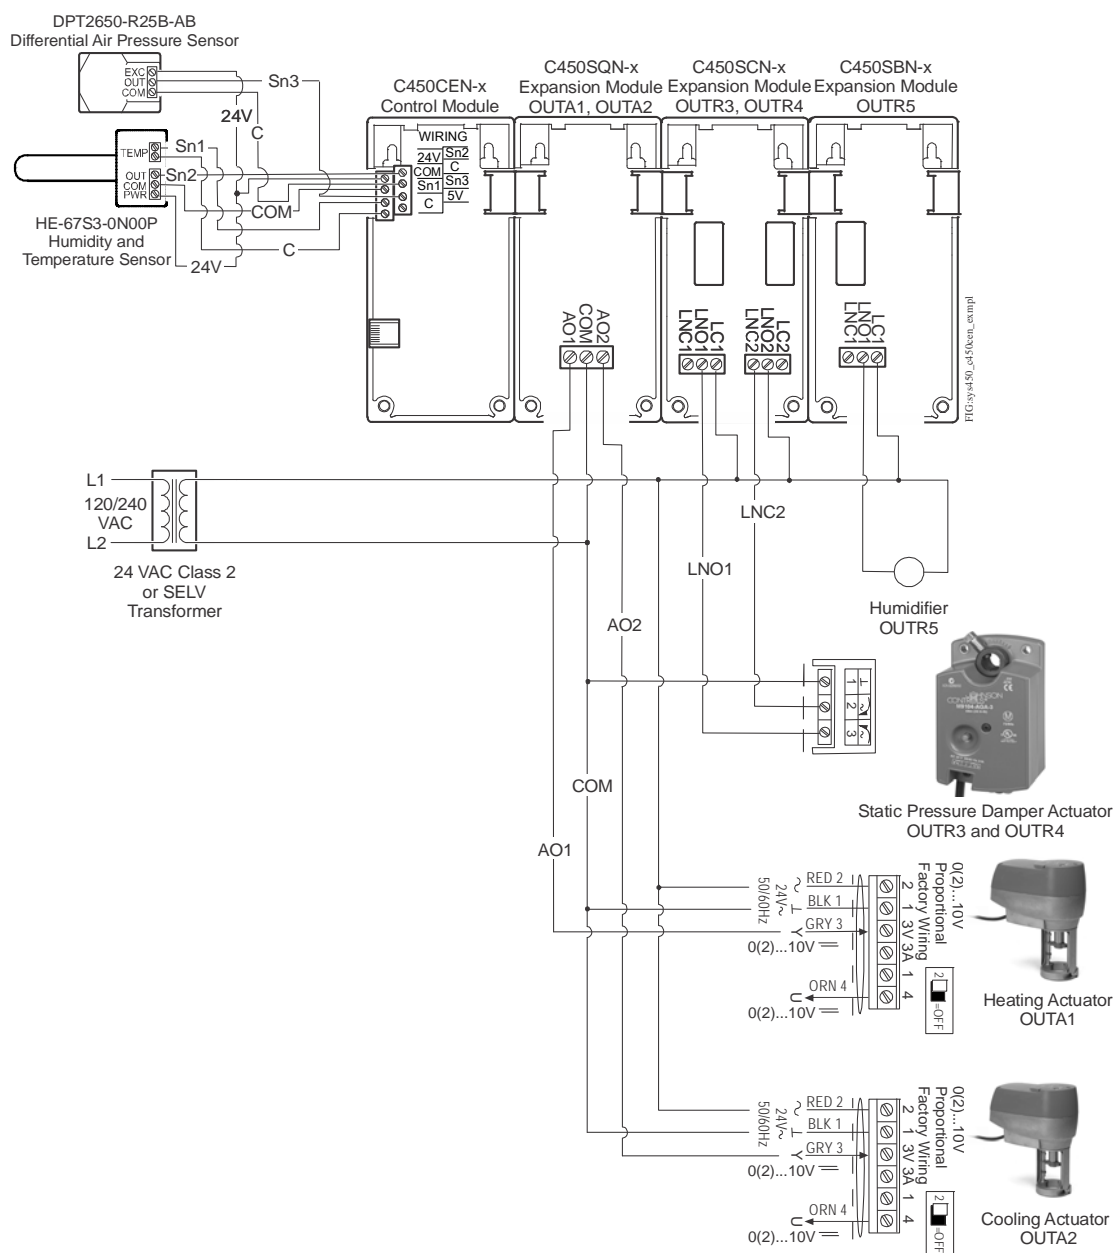 DPT2650-R25B-AB
Differential Air Pressure Sensor
EXC
OUT
COM
Sn3
24V
C
TEMP
Sn1
OUT
COM
PWR
Sn2
COM
HE-67S3-0N00P
Humidity and
Temperature Sensor
C
24V
C450CEN-x
Control Module
WIRING
24V Sn2
COM C
Sn1 Sn3
C 5V
C450SQN-x
Expansion Module
OUTA1, OUTA2
AO1
COM
AO2
C450SCN-x
Expansion Module
OUTR3, OUTR4
LNC1
LNO1
LC1
LNC2
LNO2
LC2
C450SBN-x
Expansion Module
OUTR5
LNC1
LNO1
LC1
FIG:sys450_c450cen_exmpl
L1
120/240
VAC
L2
24 VAC Class 2
or SELV
Transformer
LNC2
LNO1
AO2
Humidifier
OUTR5
1
2 ~
3 ~
JOHNSON
CONTROLS
Static Pressure Damper Actuator
OUTR3 and OUTR4
COM
AO1
24V~
50/60Hz
RED 2
BLK 1
GRY 3
0(2)...10V
ORN 4
U
0(2)...10V
2
1
3V
3A
1
4
0(2)...10V
Proportional
Factory Wiring
2
=OFF
Heating Actuator
OUTA1
24V~
50/60Hz
RED 2
BLK 1
GRY 3
0(2)...10V
ORN 4
U
0(2)...10V
2
1
3V
3A
1
4
0(2)...10V
Proportional
Factory Wiring
2
=OFF
Cooling Actuator
OUTA2